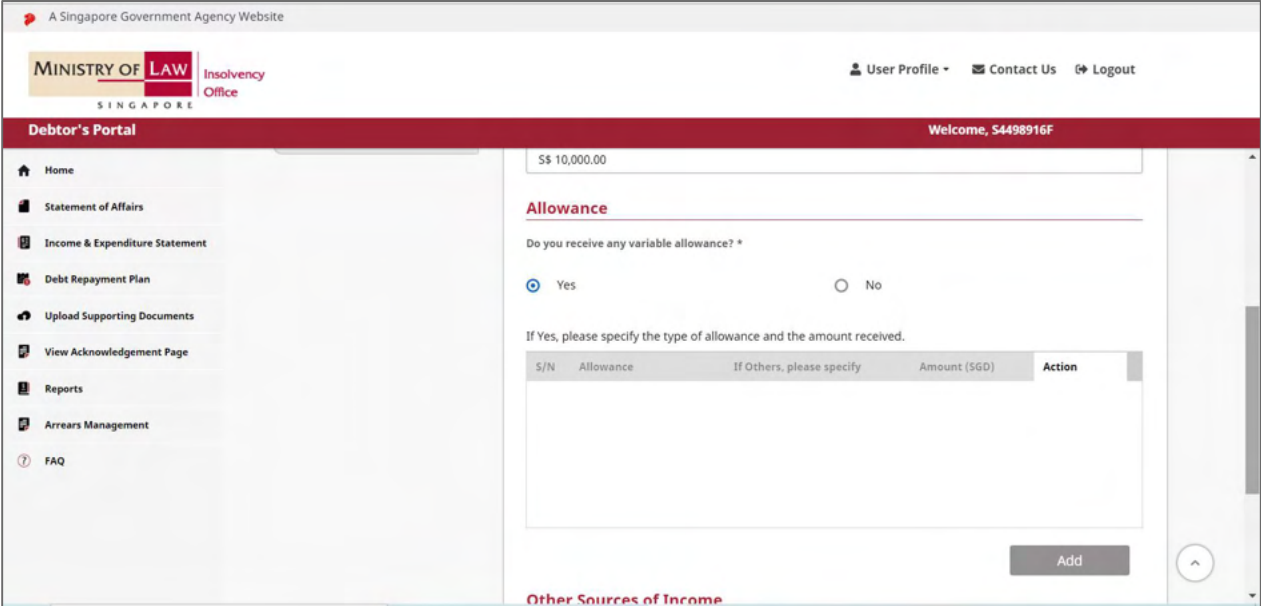 A Singapore Government Agency Website
MINISTRY OF LAW
SINGAPORE
Insolvency
Office
User Profile
Contact Us
Logout
Debtor's Portal
Welcome, S4498916F
Home
Statement of Affairs
Income & Expenditure Statement
Debt Repayment Plan
Upload Supporting Documents
View Acknowledgement Page
Reports
Arrears Management
? FAQ
S$ 10,000.00
Allowance
Do you receive any variable allowance? *
Yes No
If Yes, please specify the type of allowance and the amount received.
S/N Allowance If Others, please specify Amount (SGD) Action
Add
Other Sources of Income